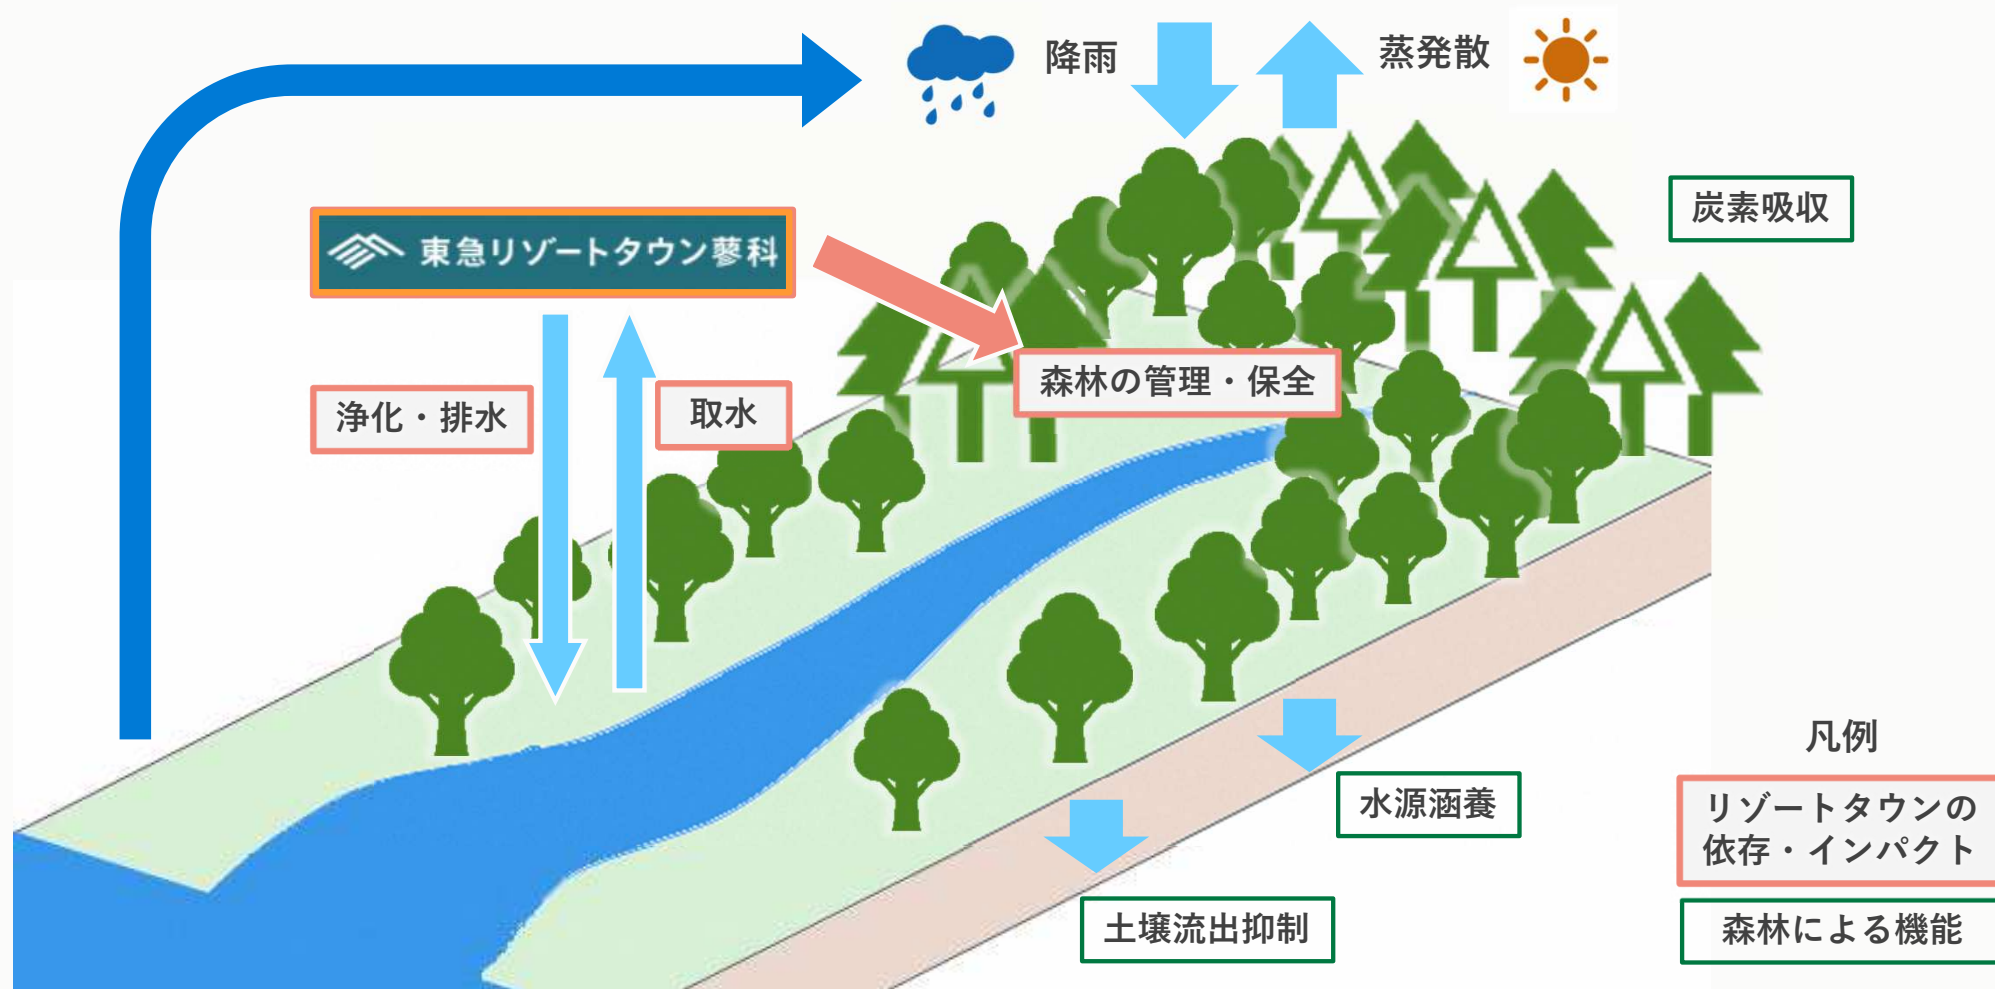 降雨
蒸発散
炭素吸収
東急リゾートタウン蓼科
森林の管理・保全
浄化・排水
取水
水源涵養
土壌流出抑制
凡例
リゾートタウンの
依存・インパクト
森林による機能